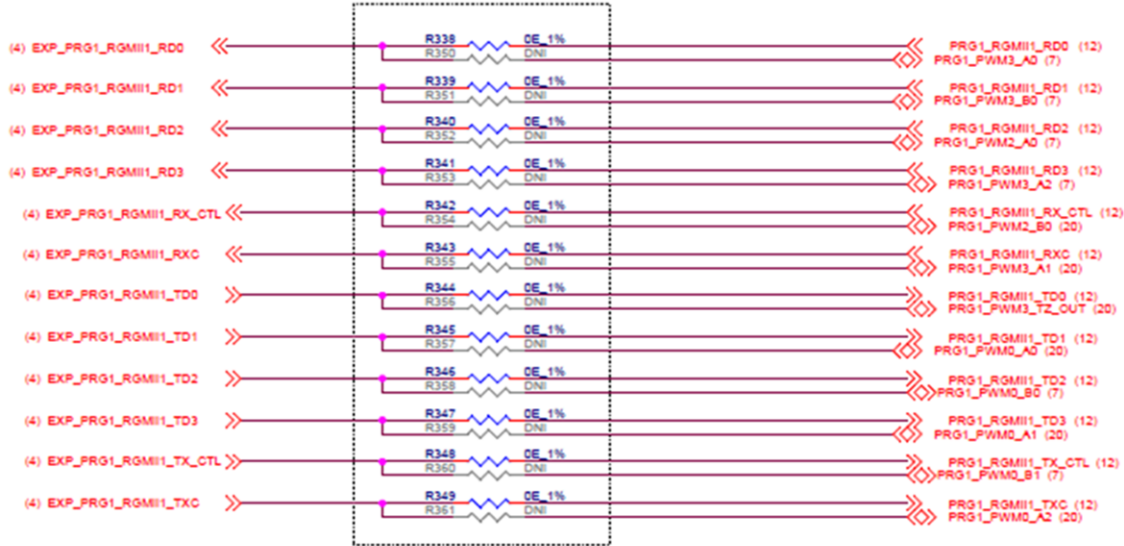 (4) EXP_PRG1_RGMII1_RD0 R338 0E_1% PRG1_RGMII1_RD0 (12)
R350 DNI PRG1_PWM3_A0 (7)
(4) EXP_PRG1_RGMII1_RD1 R339 0E_1% PRG1_RGMII1_RD1 (12)
R351 DNI PRG1_PWM3_B0 (7)
(4) EXP_PRG1_RGMII1_RD2 R340 0E_1% PRG1_RGMII1_RD2 (12)
R352 DNI PRG1_PWM2_A0 (7)
(4) EXP_PRG1_RGMII1_RD3 R341 0E_1% PRG1_RGMII1_RD3 (12)
R353 DNI PRG1_PWM3_A2 (7)
(4) EXP_PRG1_RGMII1_RX_CTL R342 0E_1% PRG1_RGMII1_RX_CTL (12)
R354 DNI PRG1_PWM2_B0 (20)
(4) EXP_PRG1_RGMII1_RXC R343 0E_1% PRG1_RGMII1_RXC (12)
R355 DNI PRG1_PWM3_A1 (20)
(4) EXP_PRG1_RGMII1_TD0 R344 0E_1% PRG1_RGMII1_TD0 (12)
R356 DNI PRG1_PWM3_TZ_OUT (20)
(4) EXP_PRG1_RGMII1_TD1 R345 0E_1% PRG1_RGMII1_TD1 (12)
R357 DNI PRG1_PWM0_A0 (20)
(4) EXP_PRG1_RGMII1_TD2 R346 0E_1% PRG1_RGMII1_TD2 (12)
R358 DNI PRG1_PWM0_B0 (7)
(4) EXP_PRG1_RGMII1_TD3 R347 0E_1% PRG1_RGMII1_TD3 (12)
R359 DNI PRG1_PWM0_A1 (20)
(4) EXP_PRG1_RGMII1_TX_CTL R348 0E_1% PRG1_RGMII1_TX_CTL (12)
R360 DNI PRG1_PWM0_B1 (7)
(4) EXP_PRG1_RGMII1_TXC R349 0E_1% PRG1_RGMII1_TXC (12)
R361 DNI PRG1_PWM0_A2 (20)